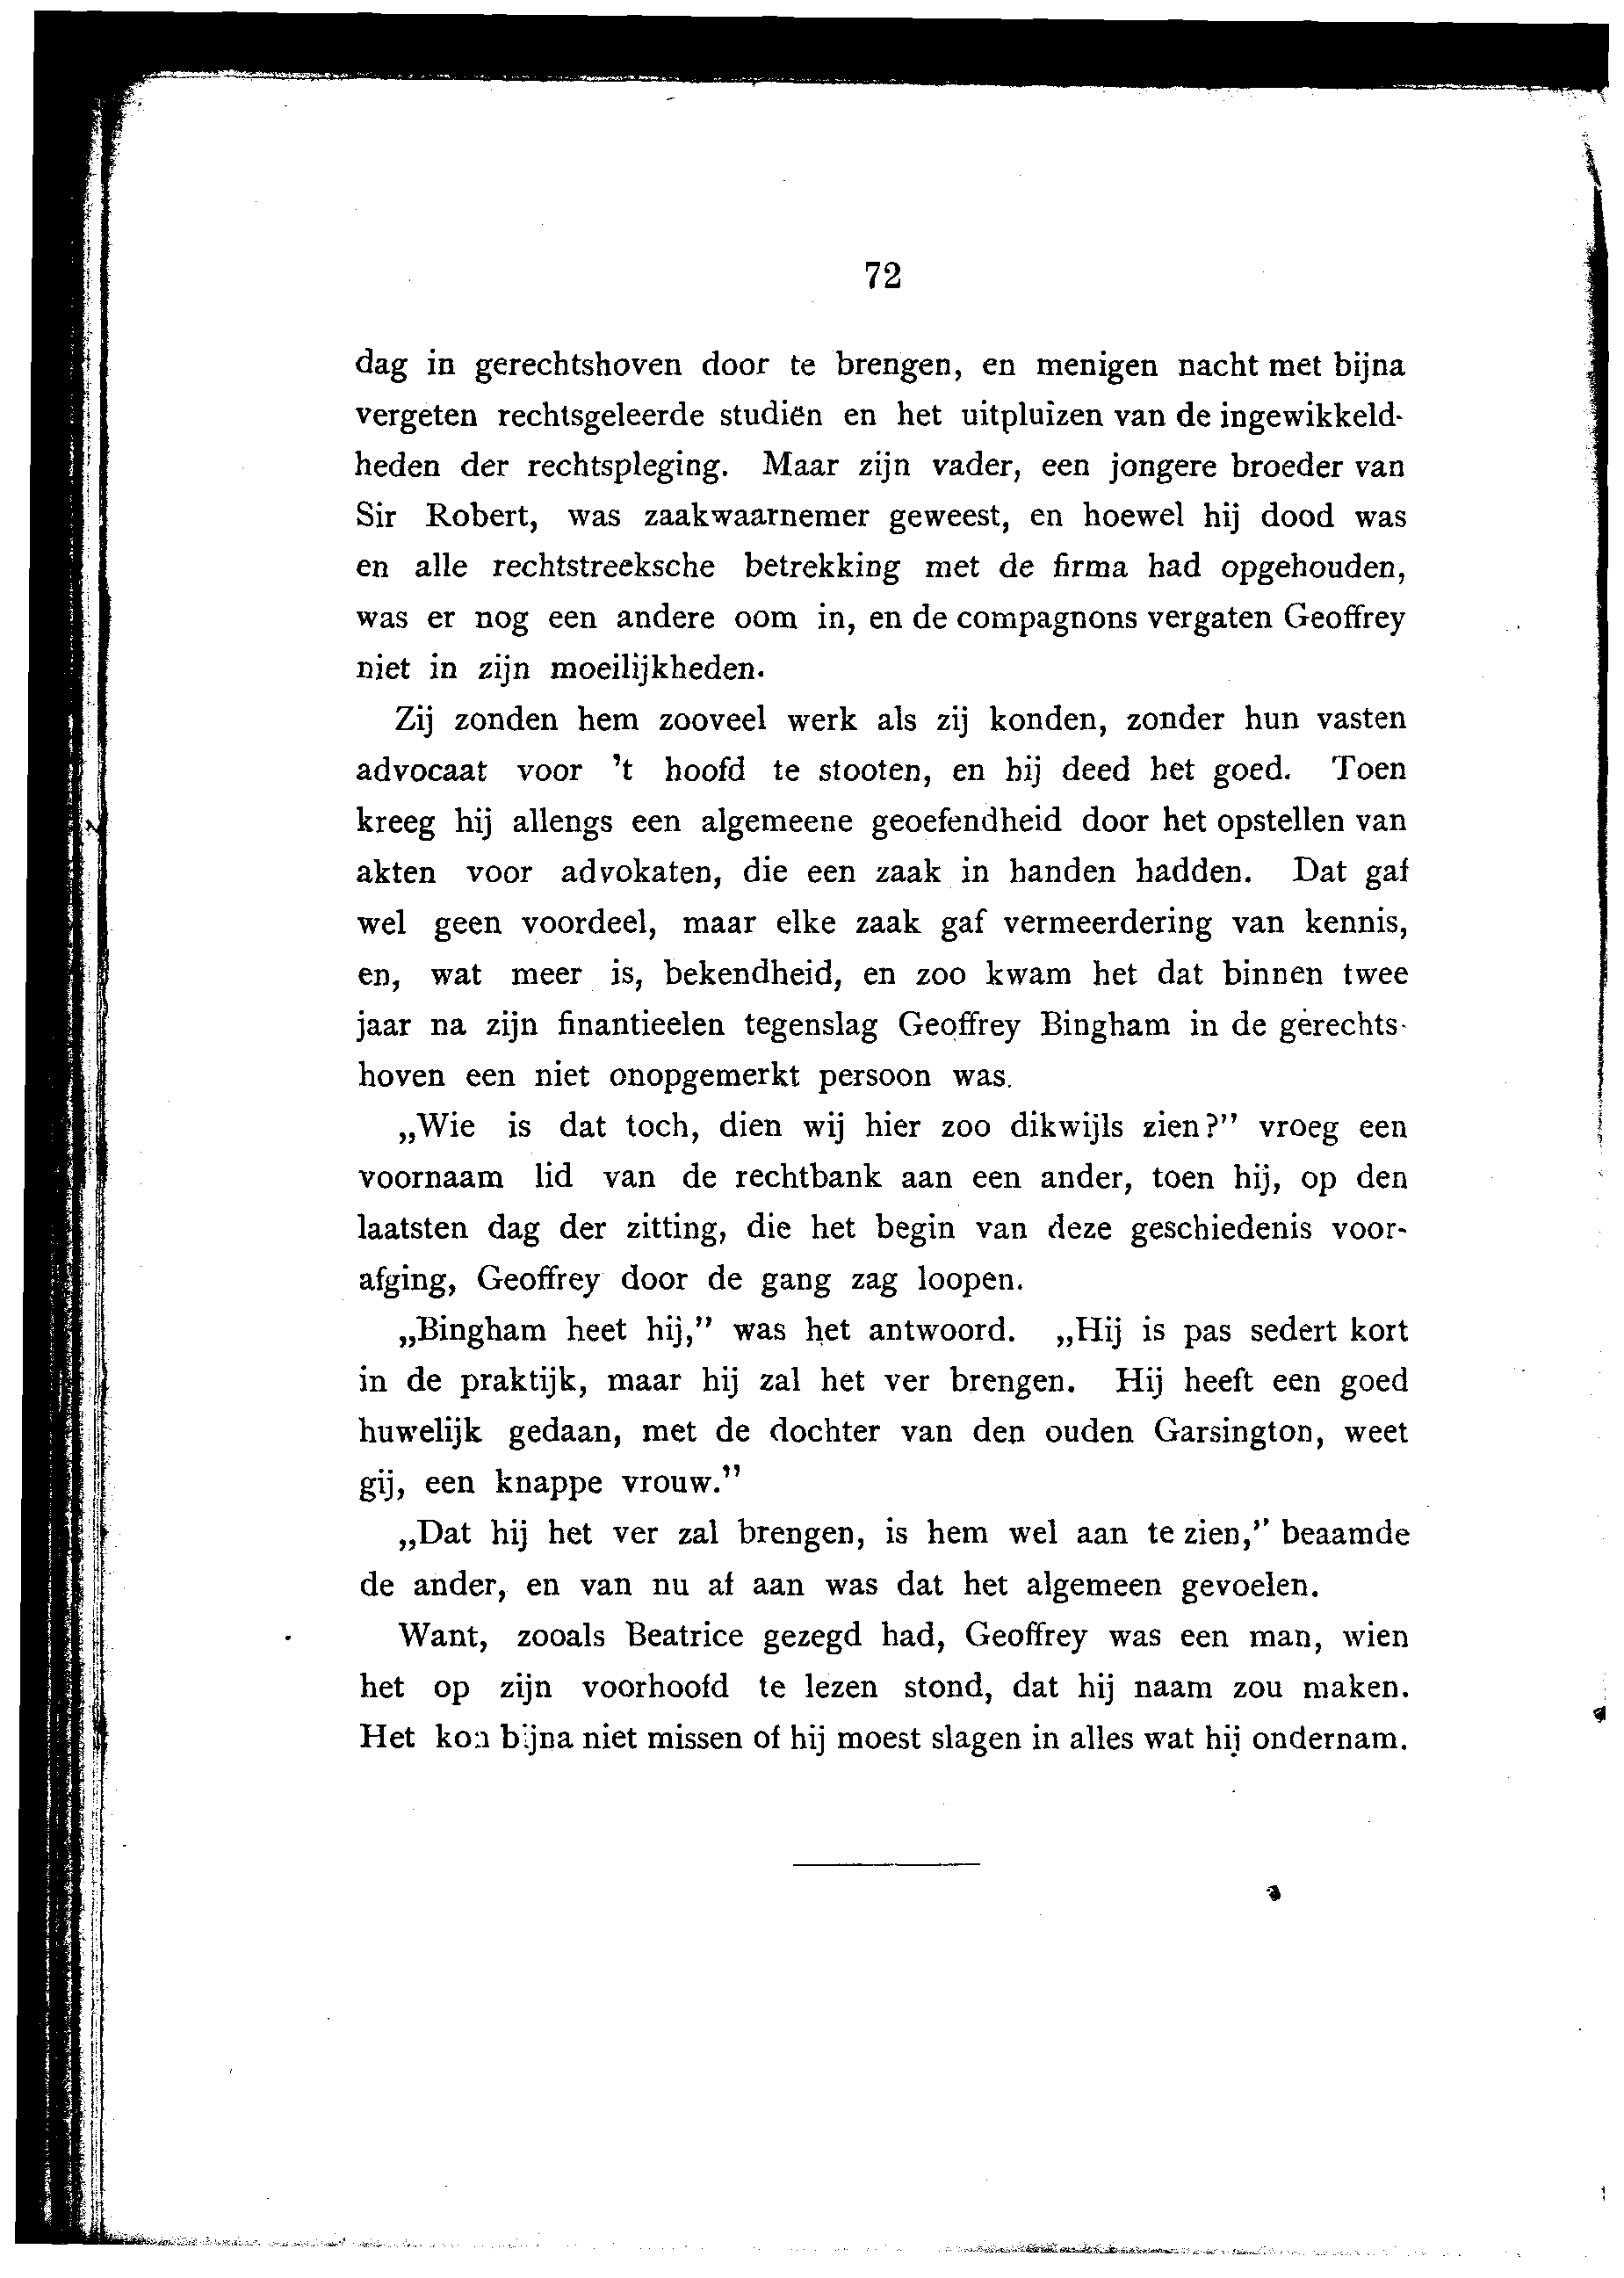 72
dag in gerechtshoven door te brengen, en menigen nacht met bijna
vergeten rechtsgeleerde studiën en het uitpluizen van de ingewikkeld-
heden der rechtspleging. Maar zijn vader, een jongere broeder van
Sir Robert, was zaakwaarnemer geweest, en hoewel hij dood was
en alle rechtstreeksche betrekking met de firma had opgehouden,
was er nog een andere oom in, en de compagnons vergaten Geoffrey
niet in zijn moeilijkheden.
Zij zonden hem zooveel werk als zij konden, zonder hun vasten
advocaat voor 't hoofd te stooten, en hij deed het goed. Toen
kreeg hij allengs een algemeene geoefendheid door het opstellen van
akten voor advokaten, die een zaak in handen hadden. Dat gaf
wel geen voordeel, maar elke zaak gaf vermeerdering van kennis,
en, wat meer is, bekendheid, en zoo kwam het dat binnen twee
jaar na zijn finantieelen tegenslag Geoffrey Bingham in de gerechts-
hoven een niet onopgemerkt persoon was.
„Wie is dat toch, dien wij hier zoo dikwijls zien?” vroeg een
voornaam lid van de rechtbank aan een ander, toen hij, op den
laatsten dag der zitting, die het begin van deze geschiedenis voor-
afging, Geoffrey door de gang zag loopen.
„Bingham heet hij,” was het antwoord. „Hij is pas sedert kort
in de praktijk, maar hij zal het ver brengen. Hij heeft een goed
huwelijk gedaan, met de dochter van den ouden Garsington, weet
gij, een knappe vrouw.”
„Dat hij het ver zal brengen, is hem wel aan te zien,” beaamde
de ander, en van nu af aan was dat het algemeen gevoelen.
Want, zooals Beatrice gezegd had, Geoffrey was een man, wien
het op zijn voorhoofd te lezen stond, dat hij naam zou maken.
Het kon bijna niet missen of hij moest slagen in alles wat hij ondernam.